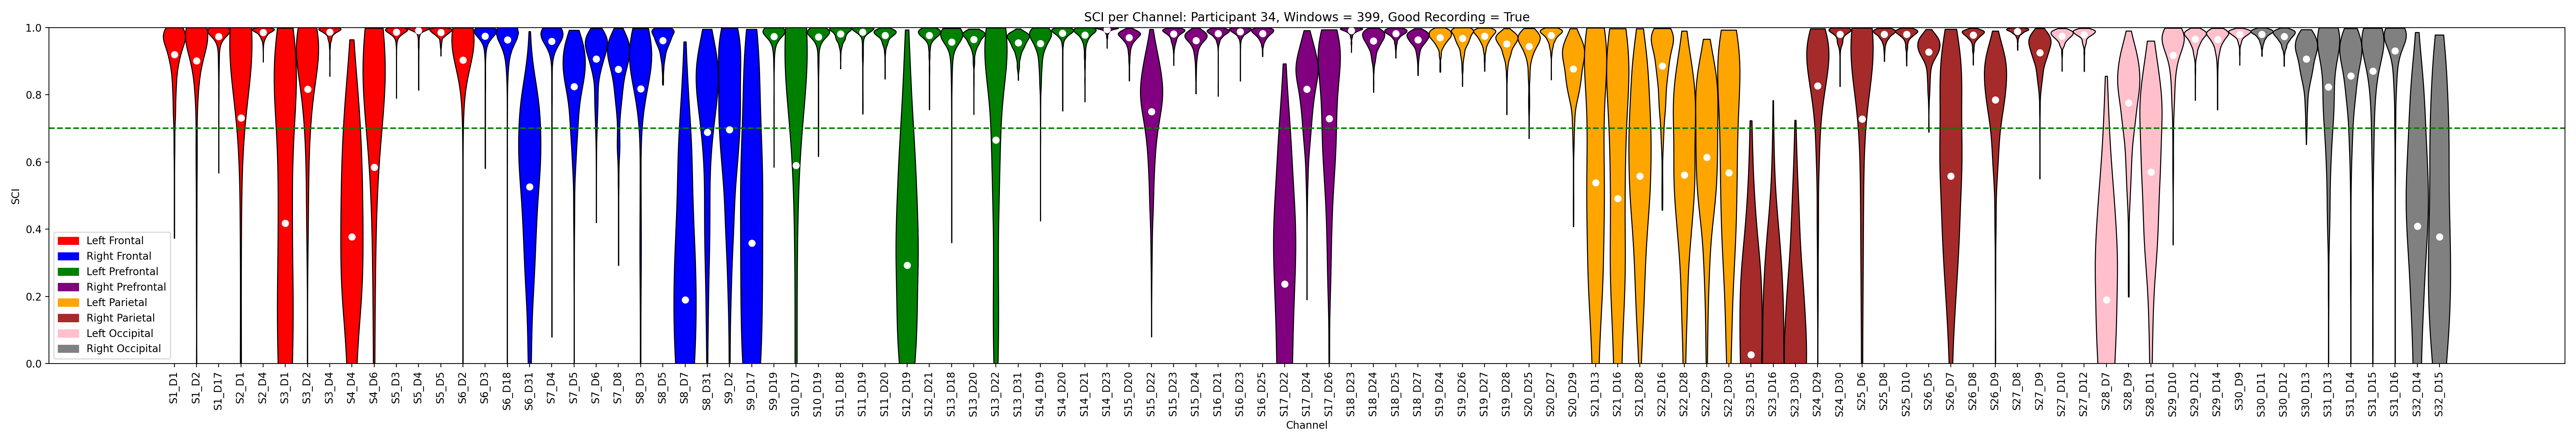 SCI per Channel: Participant 34, Windows = 399, Good Recording = True
1.0
0.8
0.6
0.4
0.2
0.0
SCI
Left Frontal
Right Frontal
Left Prefrontal
Right Prefrontal
Left Parietal
Right Parietal
Left Occipital
Right Occipital
S1_D1
S1_D2
S1_D17
S2_D1
S2_D4
S3_D1
S3_D2
S3_D4
S4_D4
S4_D6
S5_D3
S5_D4
S5_D5
S6_D2
S6_D3
S6_D18
S6_D31
S7_D4
S7_D5
S7_D6
S7_D8
S8_D3
S8_D5
S8_D7
S8_D31
S9_D2
S9_D17
S9_D19
S10_D17
S10_D19
S11_D18
S11_D19
S11_D20
S12_D19
S12_D21
S13_D18
S13_D20
S13_D22
S13_D31
S14_D19
S14_D20
S14_D21
S14_D23
S15_D20
S15_D22
S15_D23
S15_D24
S16_D21
S16_D23
S16_D25
S17_D22
S17_D24
S17_D26
S18_D23
S18_D24
S18_D25
S18_D27
S19_D24
S19_D26
S19_D27
S19_D28
S20_D25
S20_D27
S20_D29
S21_D13
S21_D16
S21_D28
S22_D16
S22_D28
S22_D29
S22_D30
S23_D15
S23_D16
S23_D30
S24_D29
S24_D30
S25_D6
S25_D8
S25_D10
S26_D5
S26_D7
S26_D8
S26_D9
S27_D8
S27_D9
S27_D10
S27_D12
S28_D7
S28_D9
S28_D11
S29_D10
S29_D12
S29_D14
S30_D9
S30_D12
S30_D13
S31_D13
S31_D14
S31_D15
S31_D16
S32_D14
S32_D15
Channel